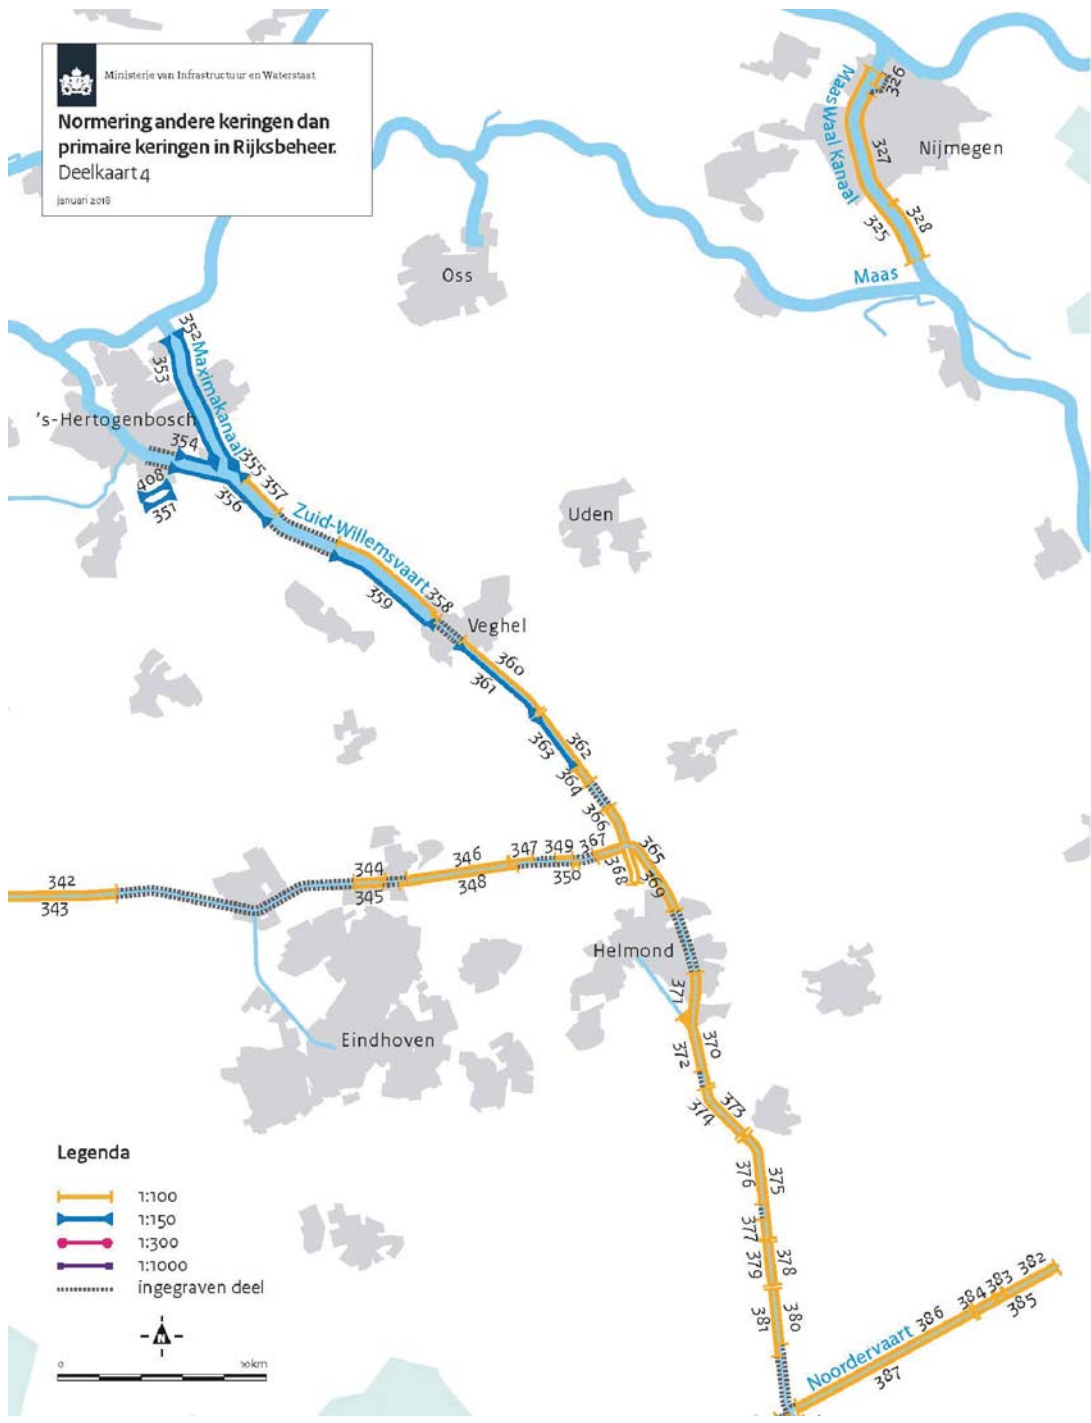 Ministerie van Infrastructuur en Waterstaat
Normering andere keringen dan
primaire keringen in Rijksbeheer.
Deelkaart 4
januari 2018
326
Maas Waal Kanaal
327
Nijmegen
328
325
Oss
Maas
352
353
Maximakanaal
's-Hertogenbosch
354
355
357
408
356
351
Zuid-Willemsvaart
Uden
358
359
Veghel
360
361
362
363
364
366
365
367
347
349
346
344
350
368
369
348
345
342
343
Helmond
371
370
Eindhoven
372
373
374
375
376
377
378
379
380
381
382
383
384
385
386
Noordervaart
387
Legenda
1:100
1:150
1:300
1:1000
ingegraven deel
N
0 10km